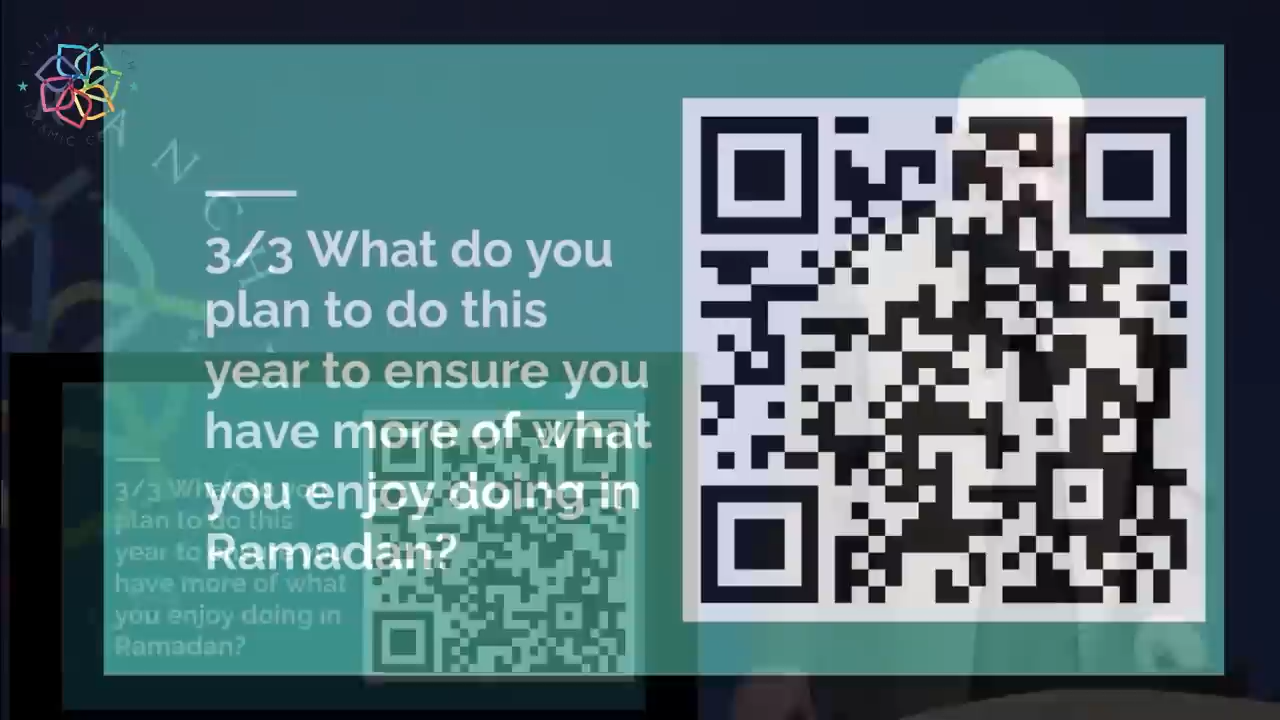 3/3 What do you
plan to do this
year to ensure you
have more of what
you enjoy doing in
Ramadan?
A
N
C
H
3/3 What do you
plan to do this
year to ensure you
have more of what
you enjoy doing in
Ramadan?